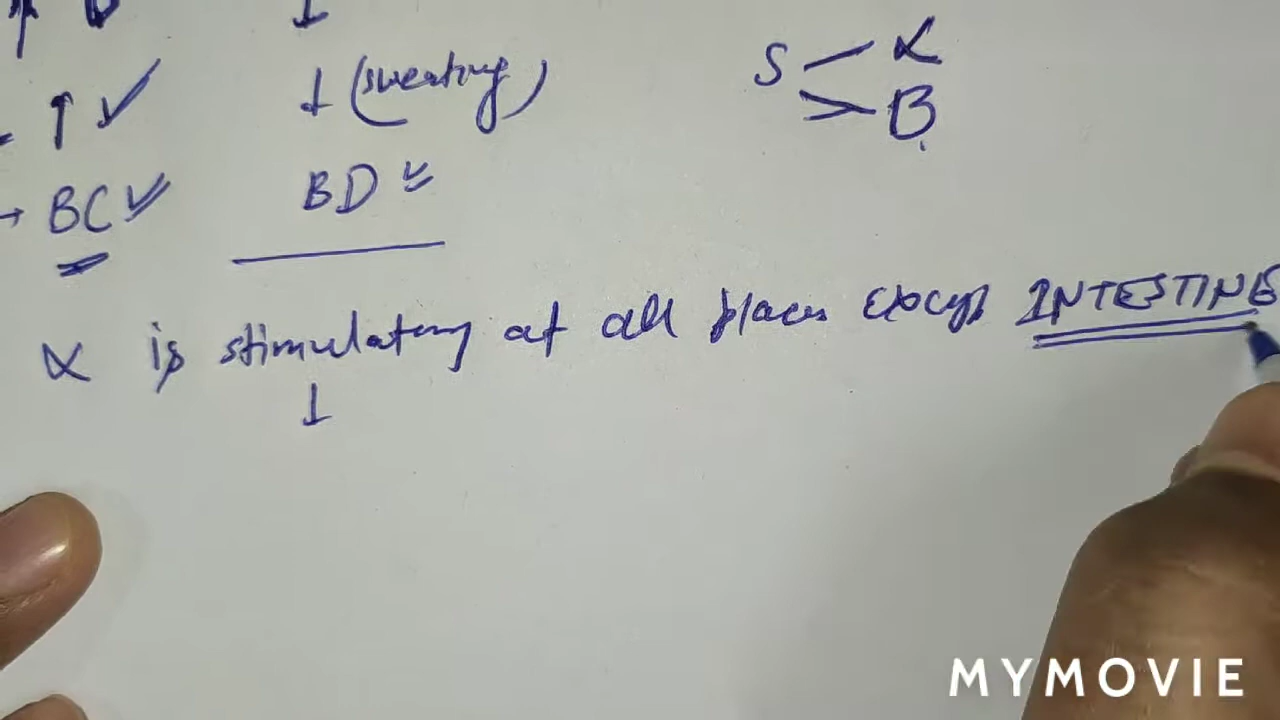 ↑ ↓
S α
↑ ✓ ↓ (sweating)
B
→ BC ✓ BD
α is stimulatory at all places except INTESTINE
↓
MYMOVIE